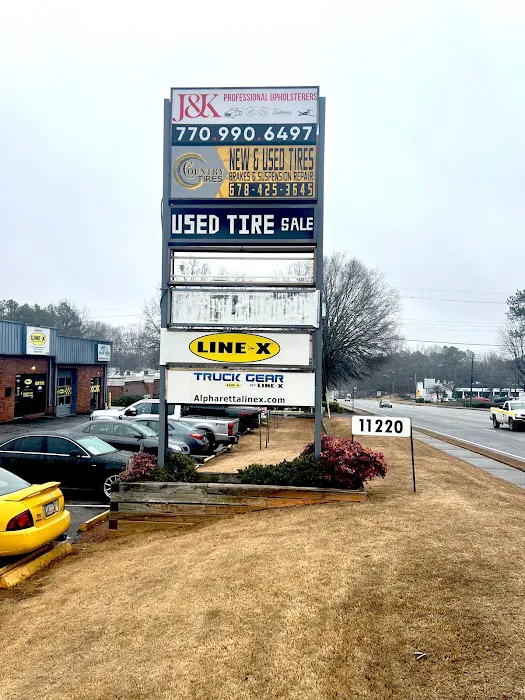 J&K PROFESSIONAL UPHOLSTERERS
770.990.6497
COUNTRY TIRES
NEW & USED TIRES
BRAKES & SUSPENSION REPAIR
678-425-3645
USED TIRE SALE
LINE-X
TRUCK GEAR
BY LINE-X
Alpharettalinex.com
11220
LINE-X